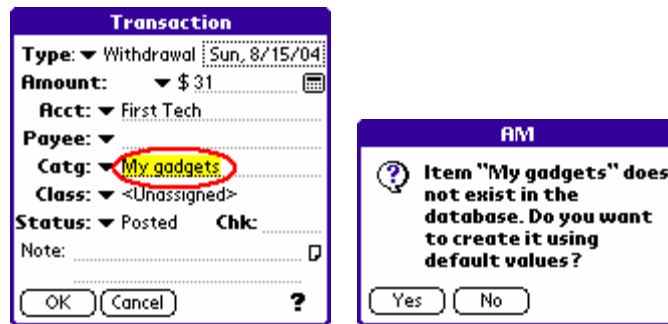 Transaction
Type: Withdrawal Sun, 8/15/04
Amount: $ 31
Acct: First Tech
Payee:
Catg: My gadgets
Class: <Unassigned>
Status: Posted Chk:
Note:
OK Cancel ?
AM
Item "My gadgets" does
not exist in the
database. Do you want
to create it using
default values?
Yes No